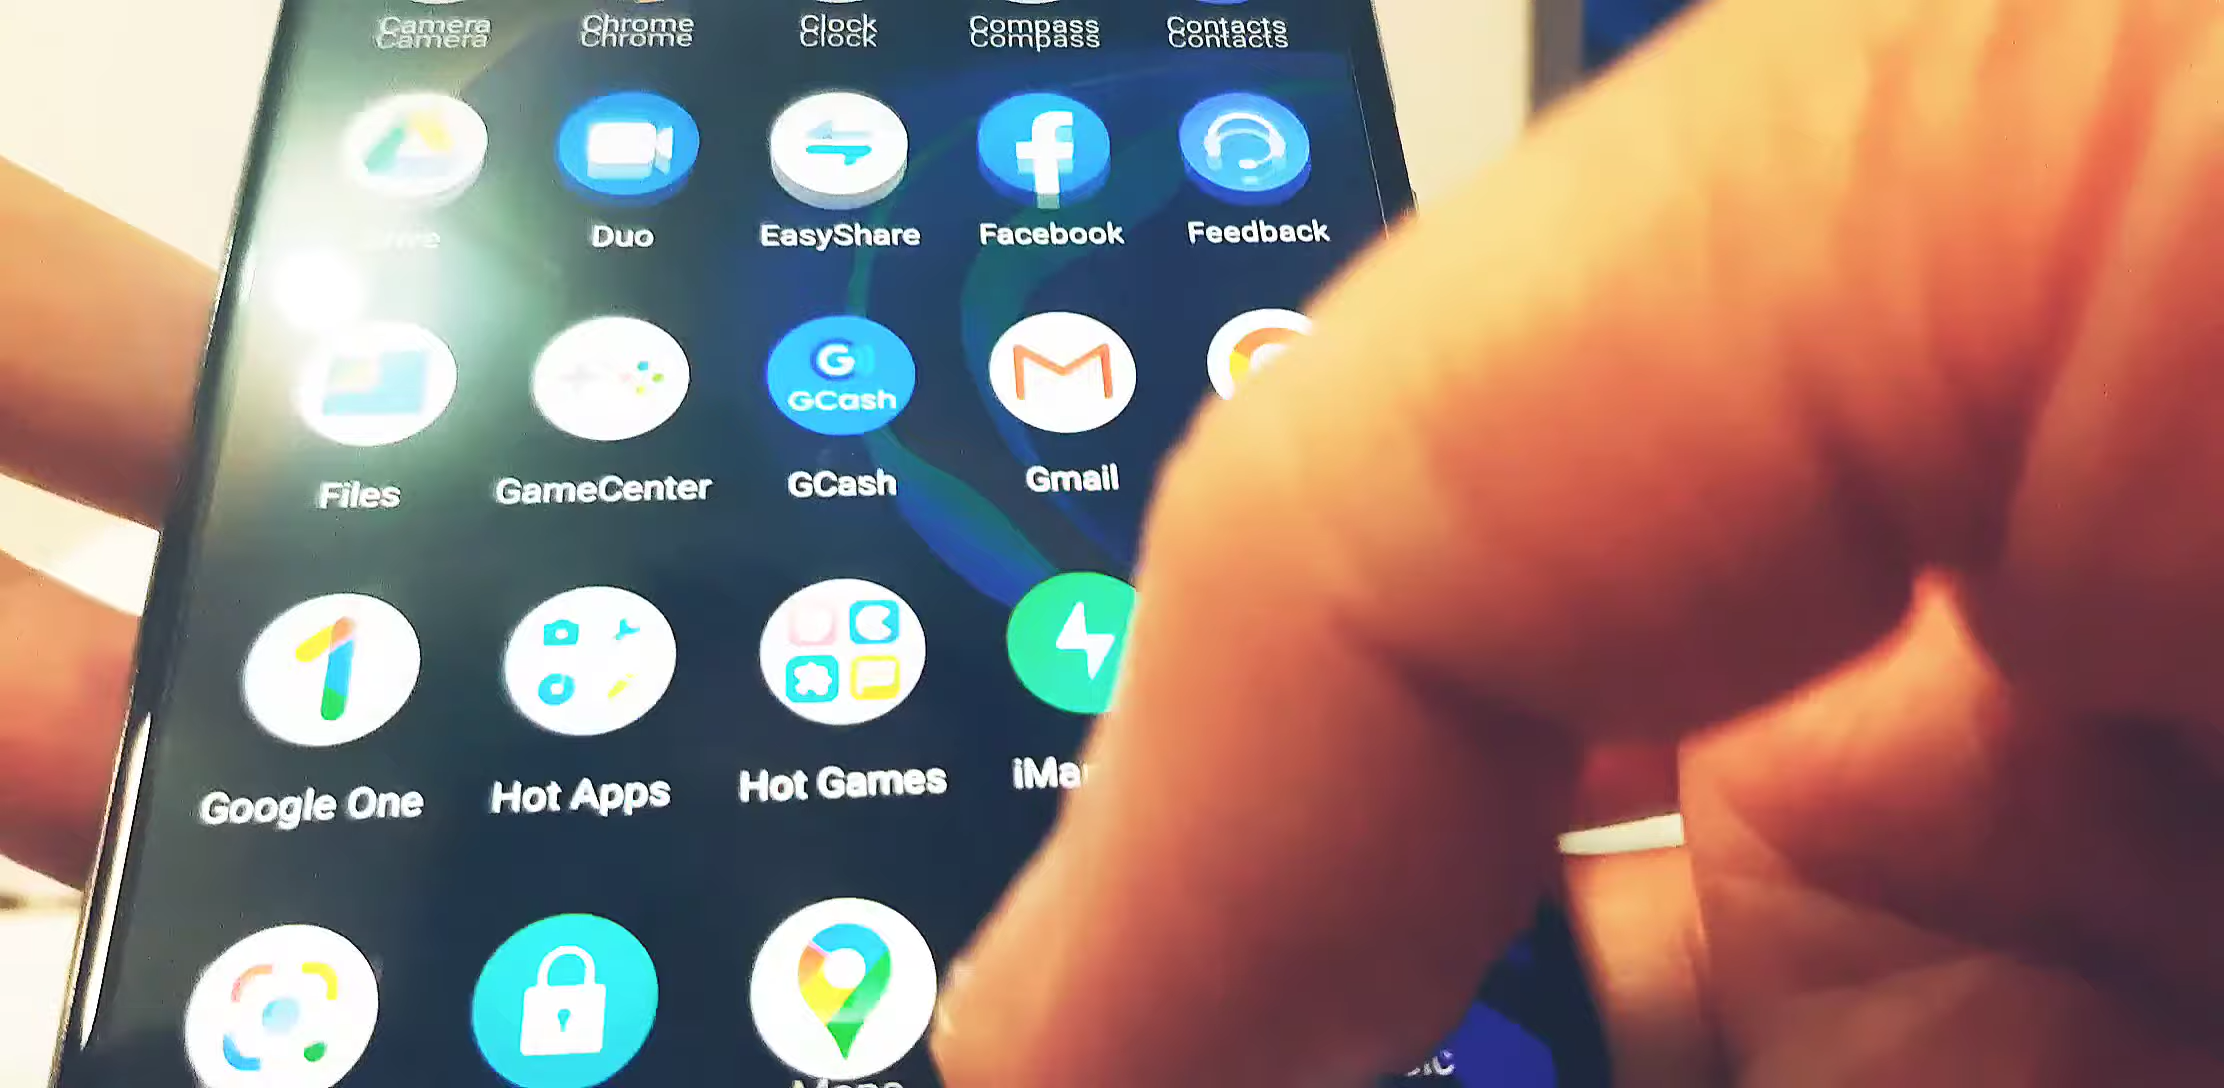 Camera Chrome Clock Compass Contacts
Duo EasyShare Facebook Feedback
GCash
Files GameCenter GCash Gmail
Google One Hot Apps Hot Games
Maps